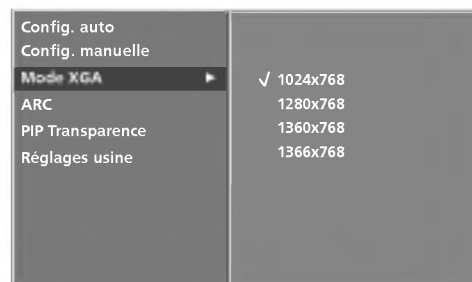 Config. auto
Config. manuelle
Mode XGA
ARC
PIP Transparence
Réglages usine
√ 1024x768
1280x768
1360x768
1366x768